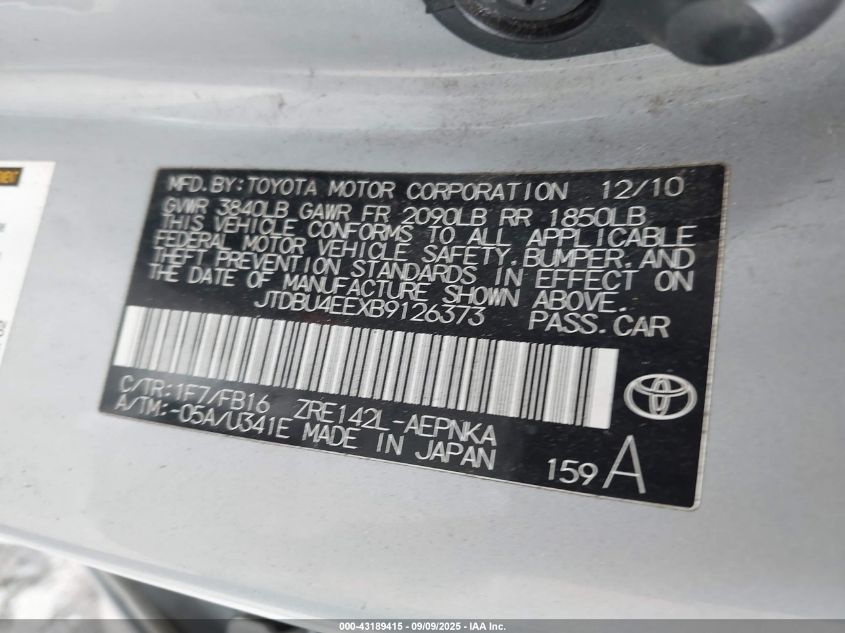 MFD.BY:TOYOTA MOTOR CORPORATION 12/10
GVWR 3840LB GAWR FR 2090LB RR 1850LB
THIS VEHICLE CONFORMS TO ALL APPLICABLE
FEDERAL MOTOR VEHICLE SAFETY,BUMPER,AND
THEFT PREVENTION STANDARDS IN EFFECT ON
THE DATE OF MANUFACTURE SHOWN ABOVE.
JTDBU4EEXB9126373 PASS.CAR
C/TR:1F7/FB16 ZRE142L-AEPNKA
A/TM:-05A/U341E MADE IN JAPAN
159 A
000-43189415 - 09/09/2025 - IAA Inc.